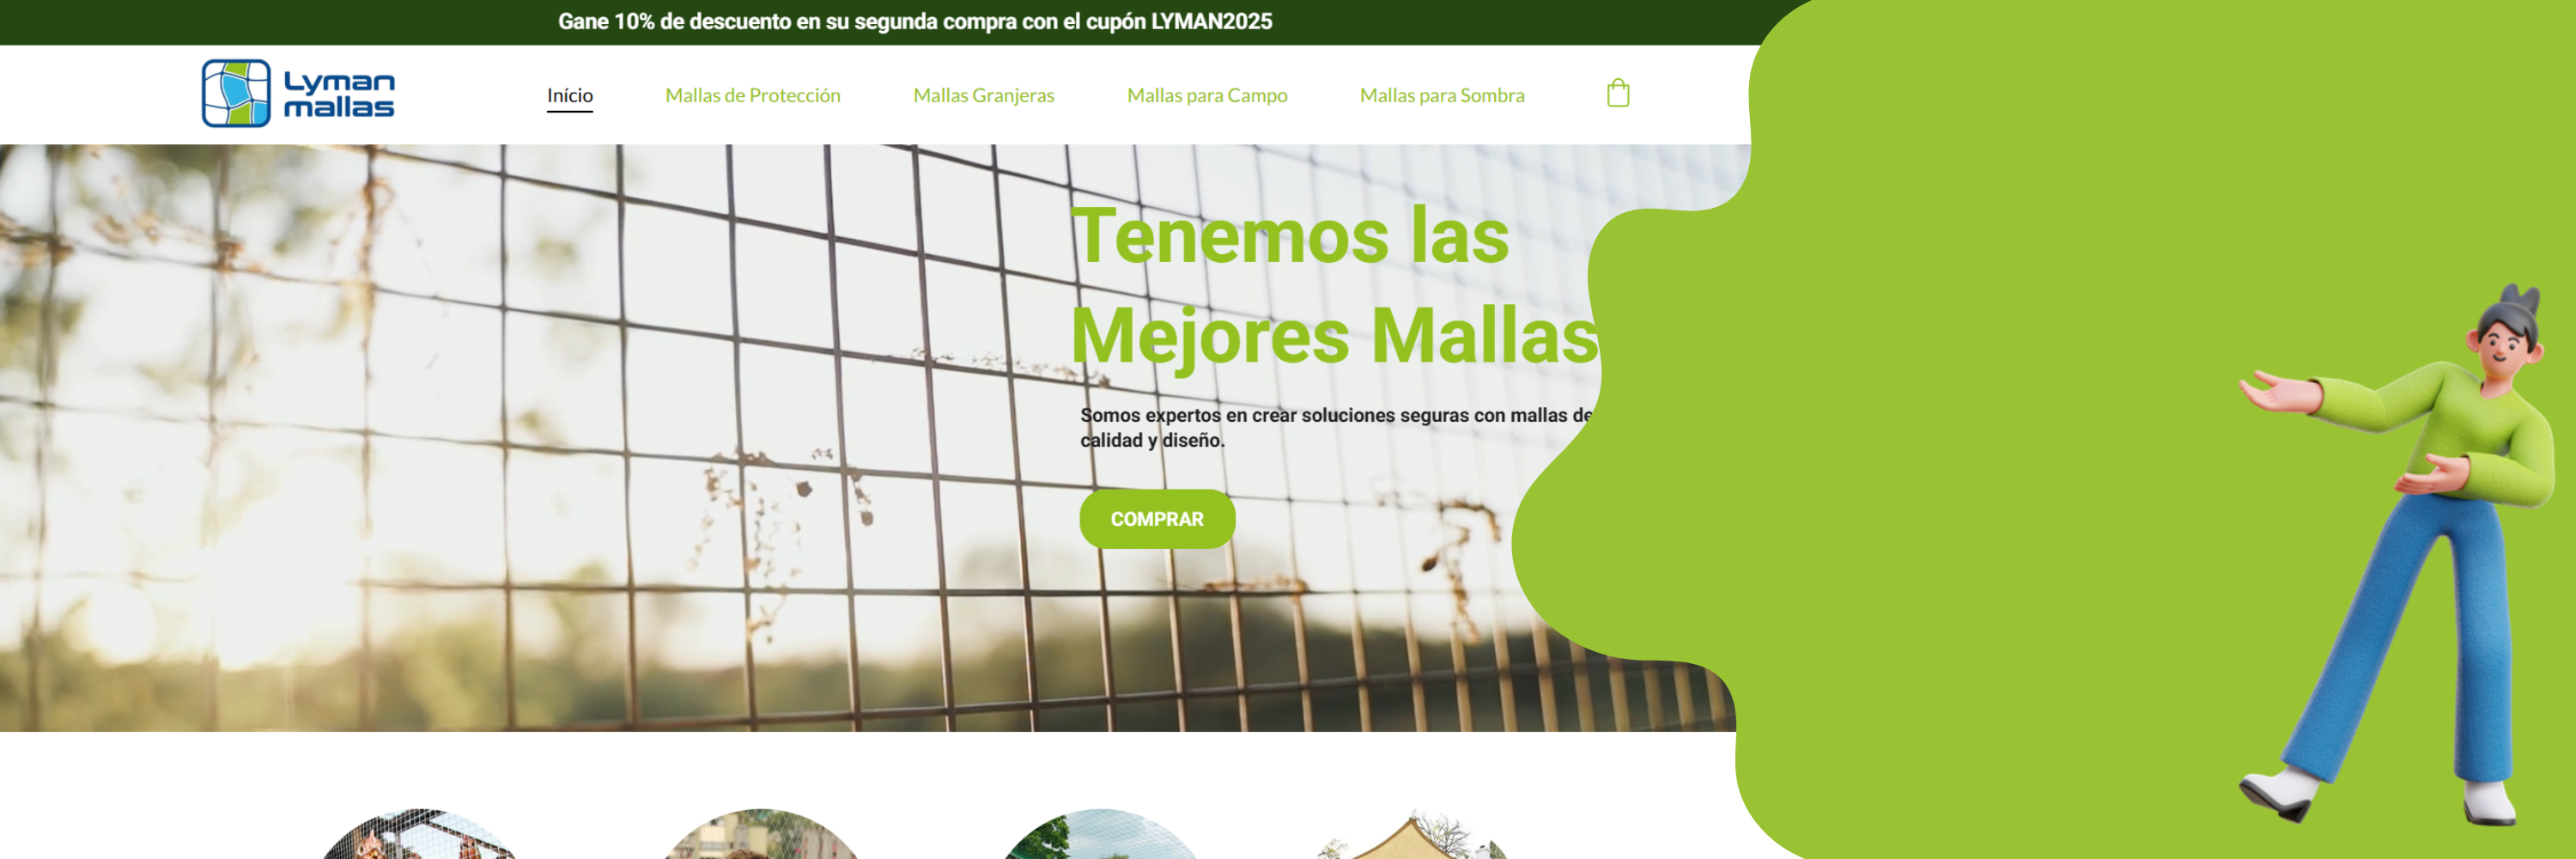 Gane 10% de descuento en su segunda compra con el cupón LYMAN2025
Lyman
mallas
Início
Mallas de Protección
Mallas Granjeras
Mallas para Campo
Mallas para Sombra
Tenemos las
Mejores Mallas
Somos expertos en crear soluciones seguras con mallas de
calidad y diseño.
COMPRAR